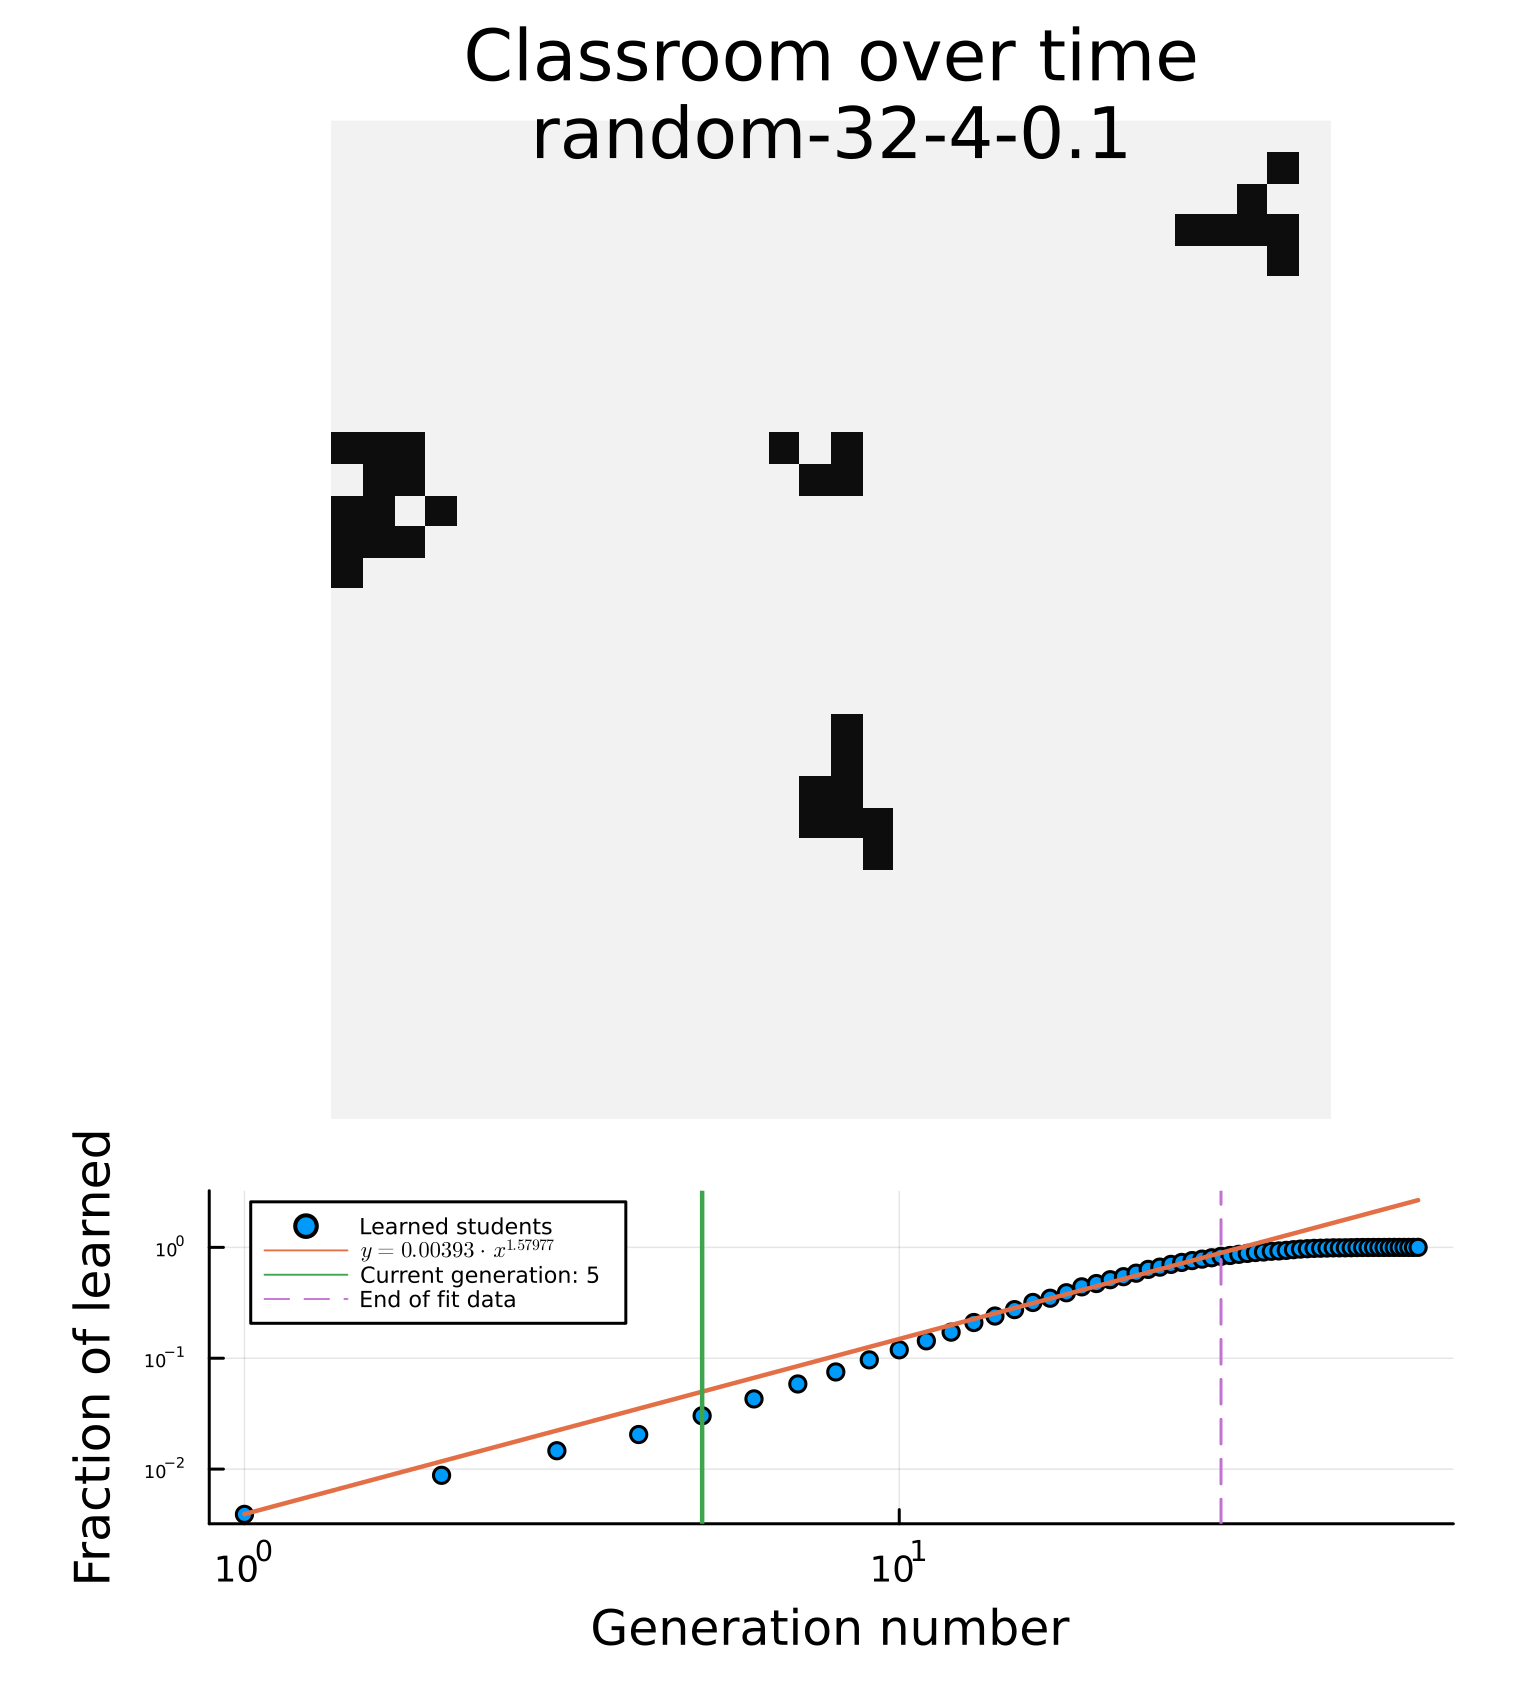 Classroom over time
random-32-4-0.1
Fraction of learned
Learned students
y = 0.00393 · x^1.57977
Current generation: 5
End of fit data
10^0
10^-1
10^-2
10^0
10^1
Generation number